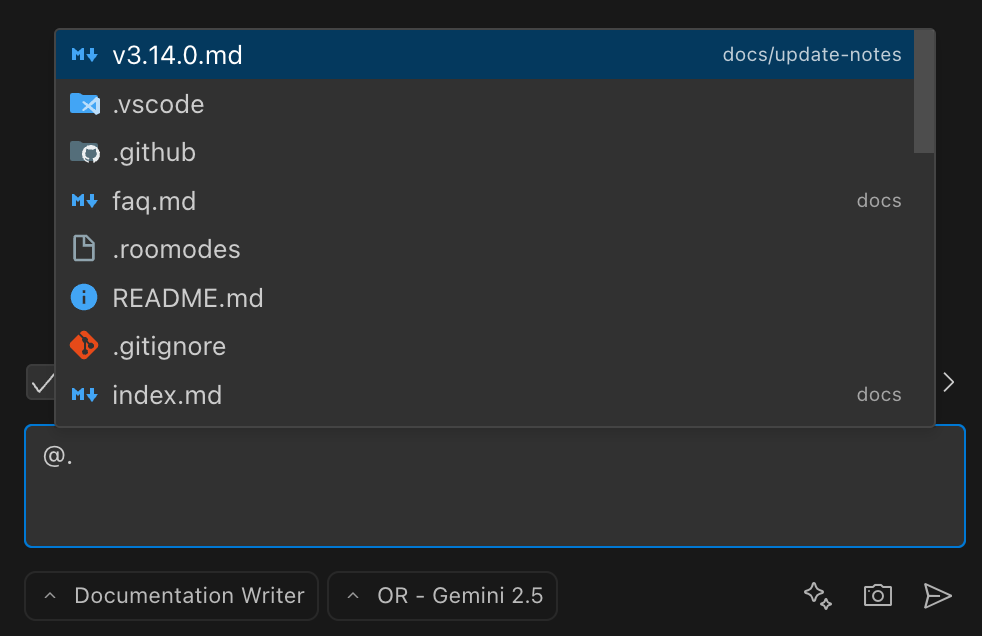 v3.14.0.md docs/update-notes
.vscode
.github
faq.md docs
.roomodes
README.md
.gitignore
index.md docs
@.
Documentation Writer OR - Gemini 2.5